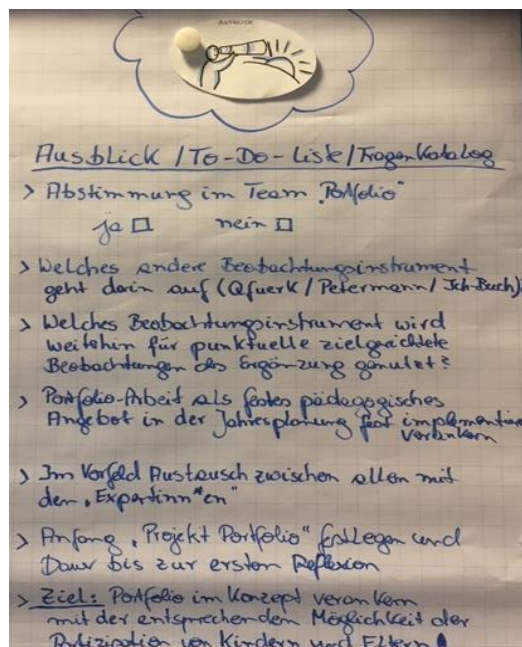 Ausblick
Ausblick / To-Do-Liste / Fragenkatalog
> Abstimmung im Team „Portfolio"
ja □ nein □
> Welches andere Beobachtungsinstrument
geht darin auf (Qfuerk / Petermann / Ich-Buch)
> Welches Beobachtungsinstrument wird
weiterhin für punktuelle zielgerichtete
Beobachtungen als Ergänzung genutzt?
> Portfolio-Arbeit als festes pädagogisches
Angebot in der Jahresplanung fest implementieren
verankern
> Im Vorfeld Austausch zwischen allen mit
den „Expertinn*en"
> Anfang „Projekt Portfolio" festlegen und
Dauer bis zur ersten Reflexion
> Ziel: Portfolio im Konzept verankern
mit der entsprechenden Möglichkeit der
Partizipation von Kindern und Eltern !